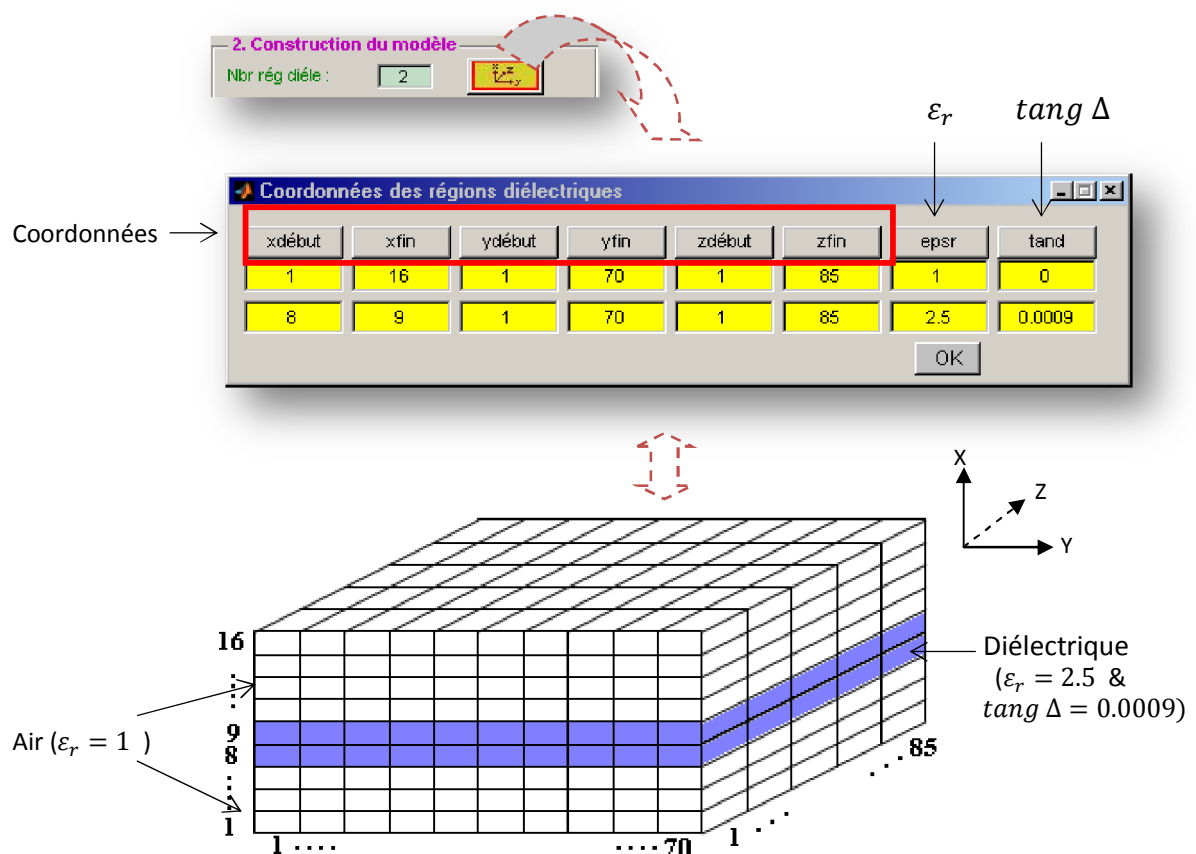 2. Construction du modèle
Nbr rég diéle : 2
x z y
εr tang Δ
Coordonnées des régions diélectriques
Coordonnées
xdébut xfin ydébut yfin zdébut zfin epsr tand
1 16 1 70 1 85 1 0
8 9 1 70 1 85 2.5 0.0009
OK
X
Z
Y
16
Diélectrique
(εr = 2.5 &
tang Δ = 0.0009)
9
Air (εr = 1 )
8
85
1
1 .... ....70 1